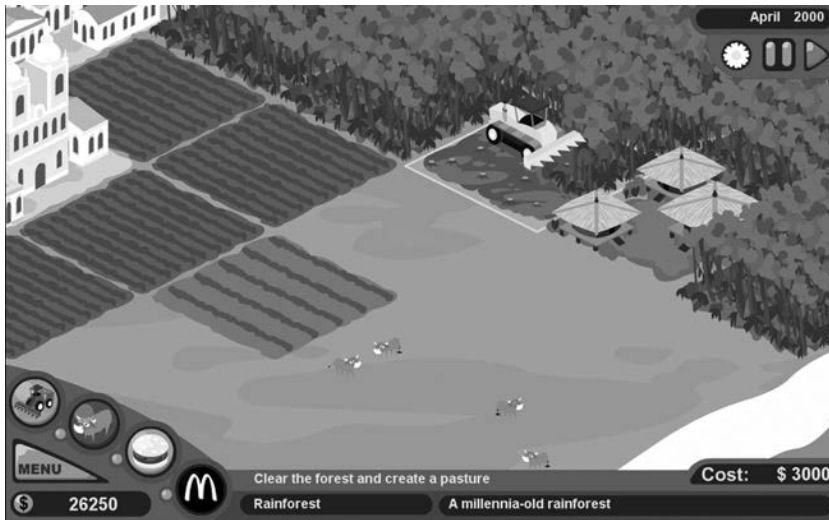 April 2000
MENU
$ 26250
Clear the forest and create a pasture
Cost: $ 3000
Rainforest
A millennia-old rainforest